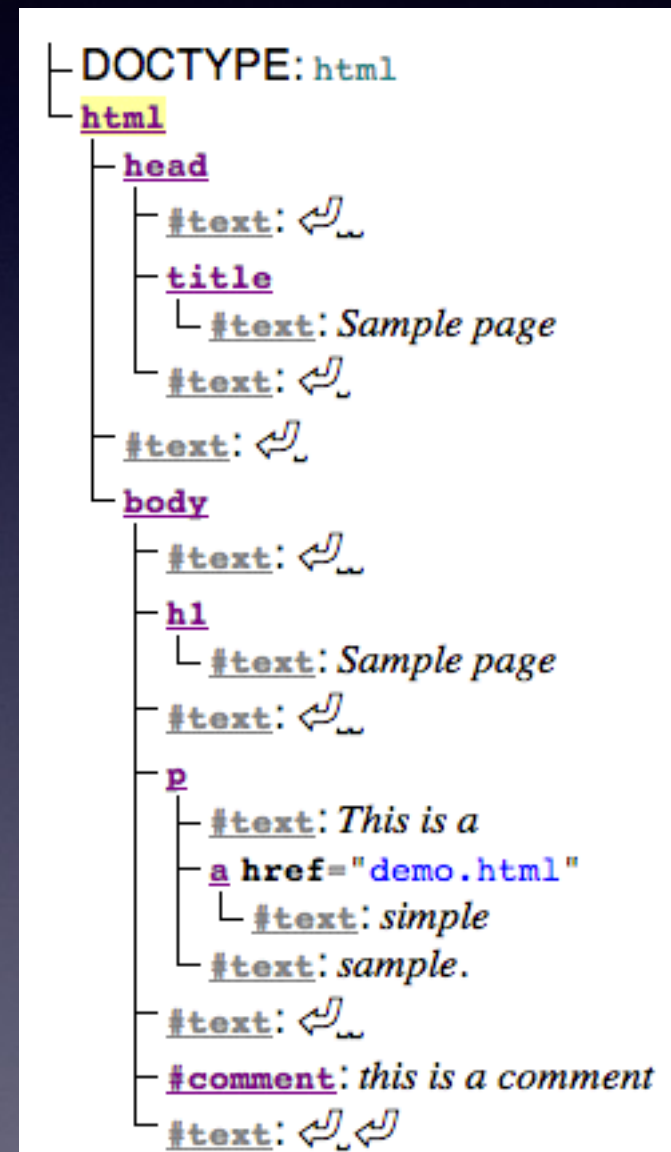 DOCTYPE: html
html
head
#text: ⏎␣␣
title
#text: Sample page
#text: ⏎␣
#text: ⏎␣
body
#text: ⏎␣␣
h1
#text: Sample page
#text: ⏎␣␣
p
#text: This is a
a href="demo.html"
#text: simple
#text: sample.
#text: ⏎␣␣
#comment: this is a comment
#text: ⏎␣⏎